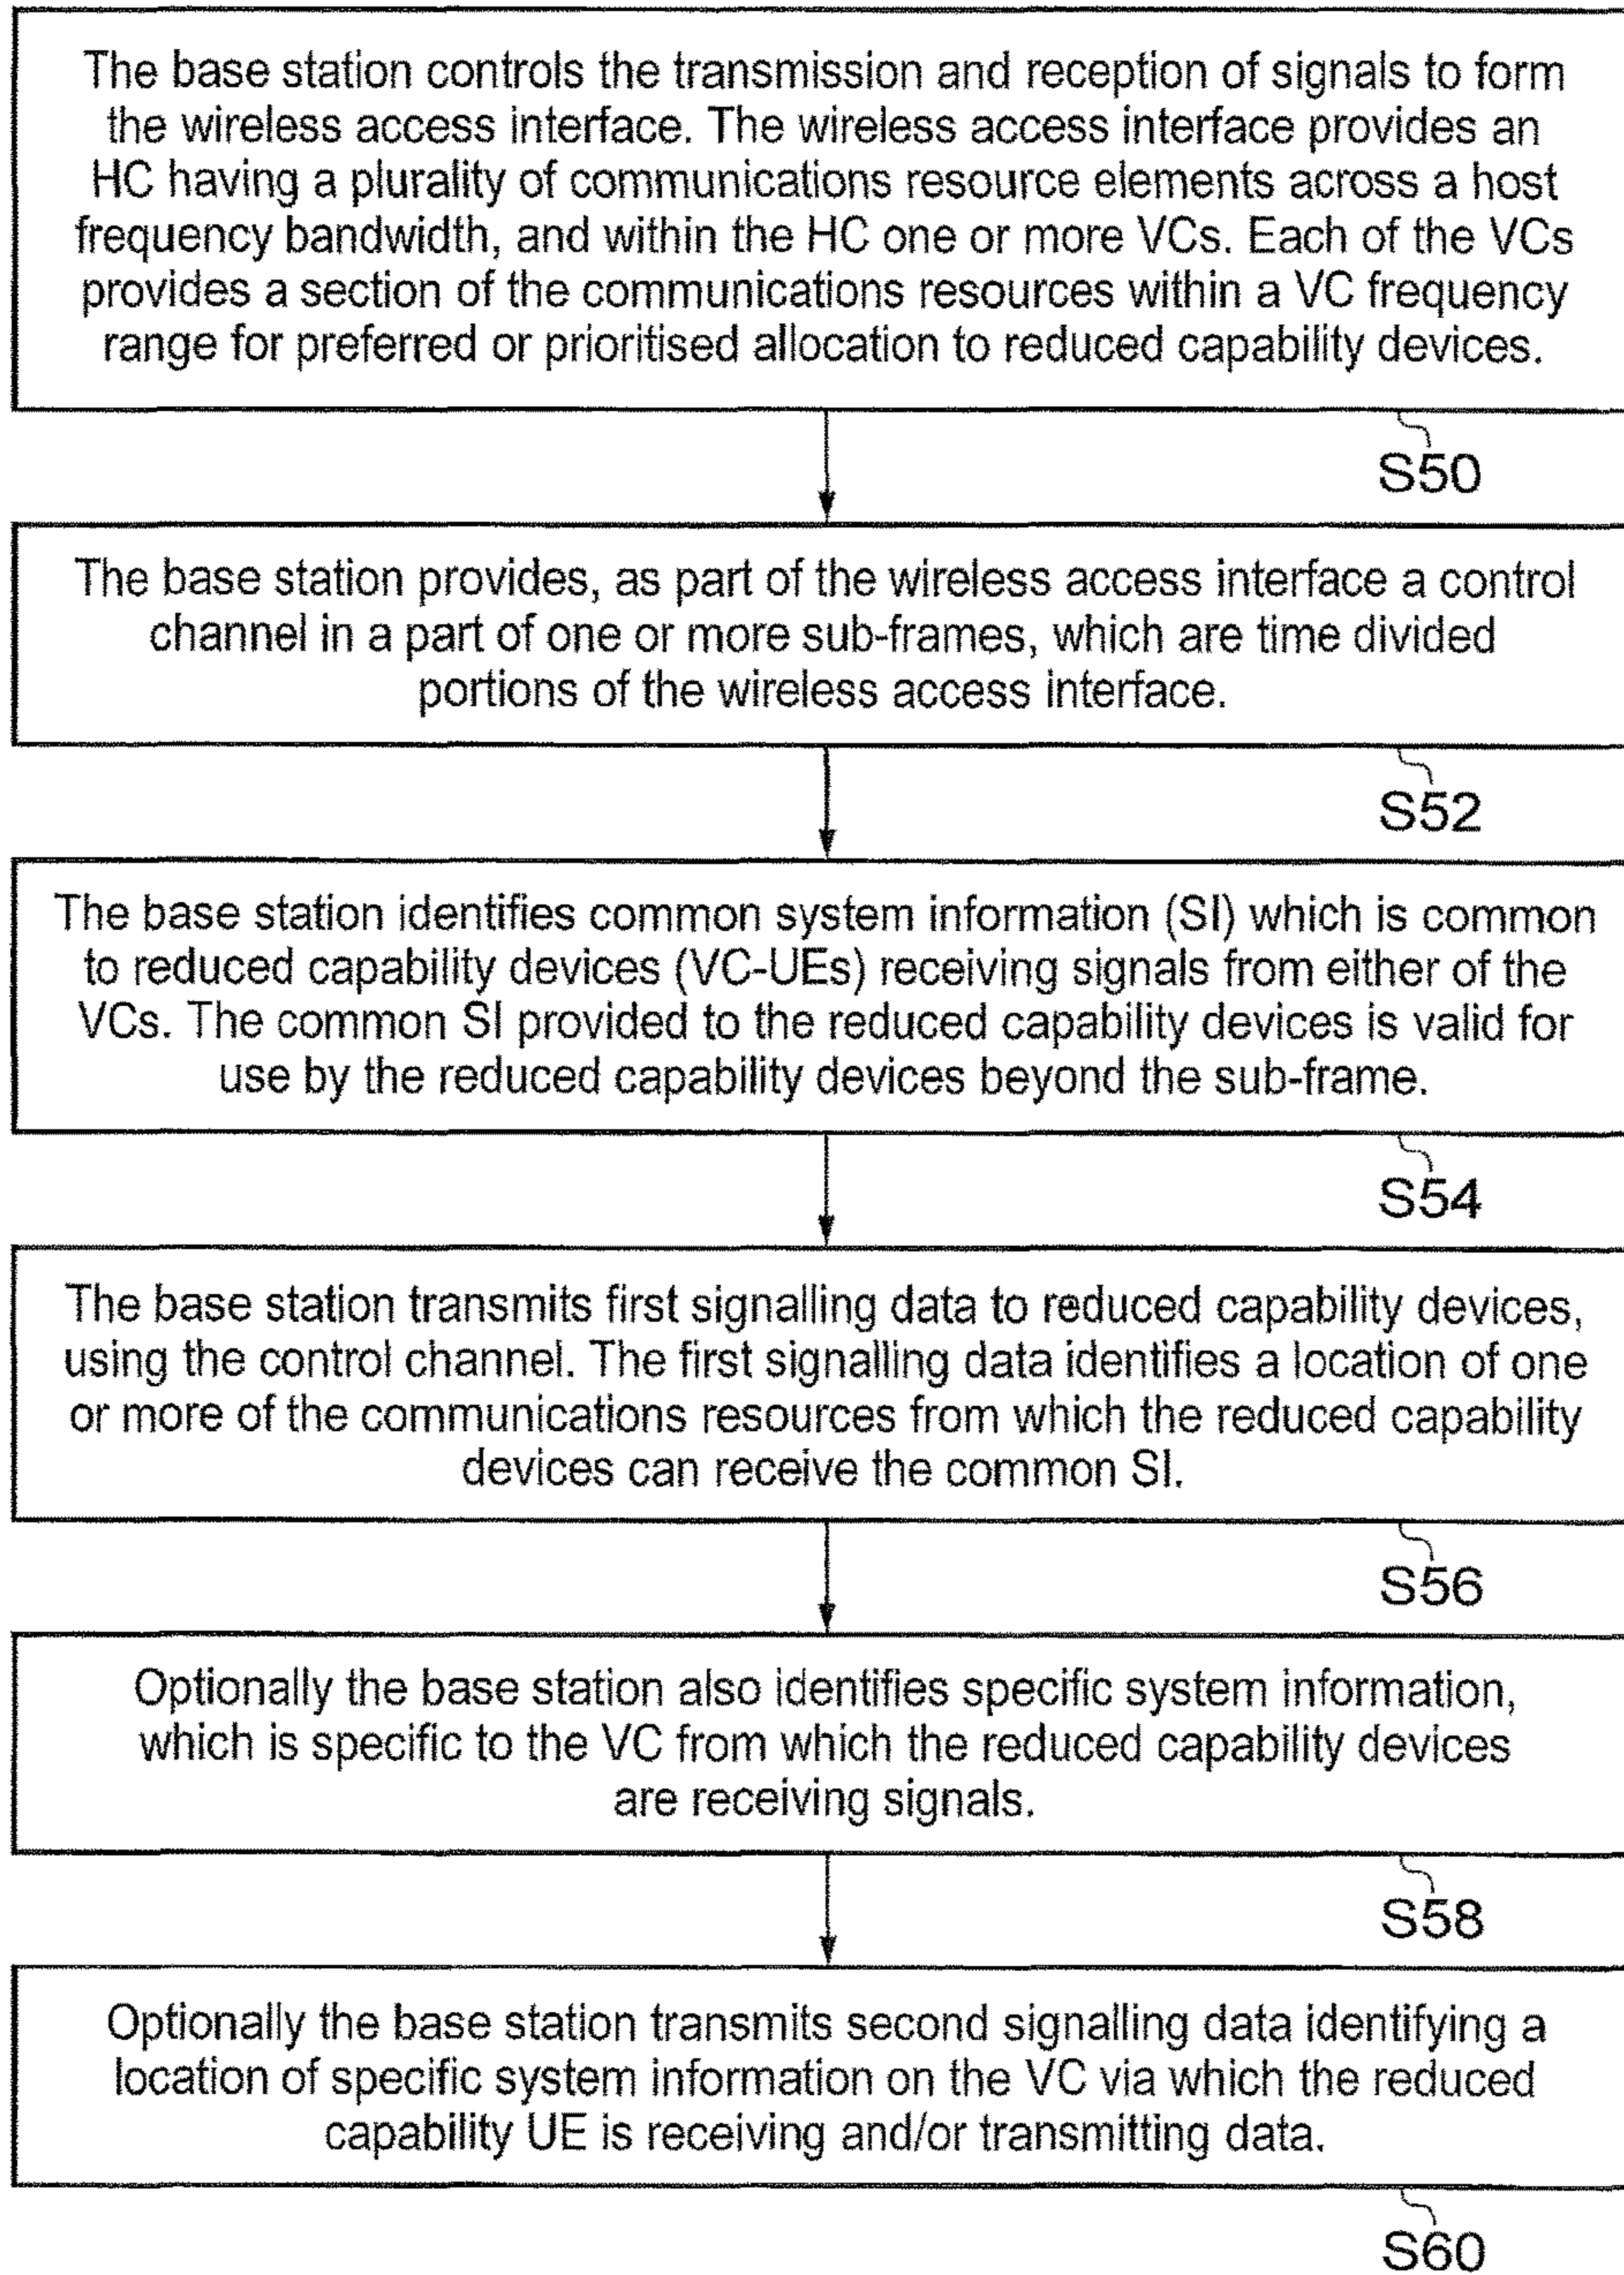 The base station controls the transmission and reception of signals to form
the wireless access interface. The wireless access interface provides an
HC having a plurality of communications resource elements across a host
frequency bandwidth, and within the HC one or more VCs. Each of the VCs
provides a section of the communications resources within a VC frequency
range for preferred or prioritised allocation to reduced capability devices.
S50
The base station provides, as part of the wireless access interface a control
channel in a part of one or more sub-frames, which are time divided
portions of the wireless access interface.
S52
The base station identifies common system information (SI) which is common
to reduced capability devices (VC-UEs) receiving signals from either of the
VCs. The common SI provided to the reduced capability devices is valid for
use by the reduced capability devices beyond the sub-frame.
S54
The base station transmits first signalling data to reduced capability devices,
using the control channel. The first signalling data identifies a location of one
or more of the communications resources from which the reduced capability
devices can receive the common SI.
S56
Optionally the base station also identifies specific system information,
which is specific to the VC from which the reduced capability devices
are receiving signals.
S58
Optionally the base station transmits second signalling data identifying a
location of specific system information on the VC via which the reduced
capability UE is receiving and/or transmitting data.
S60